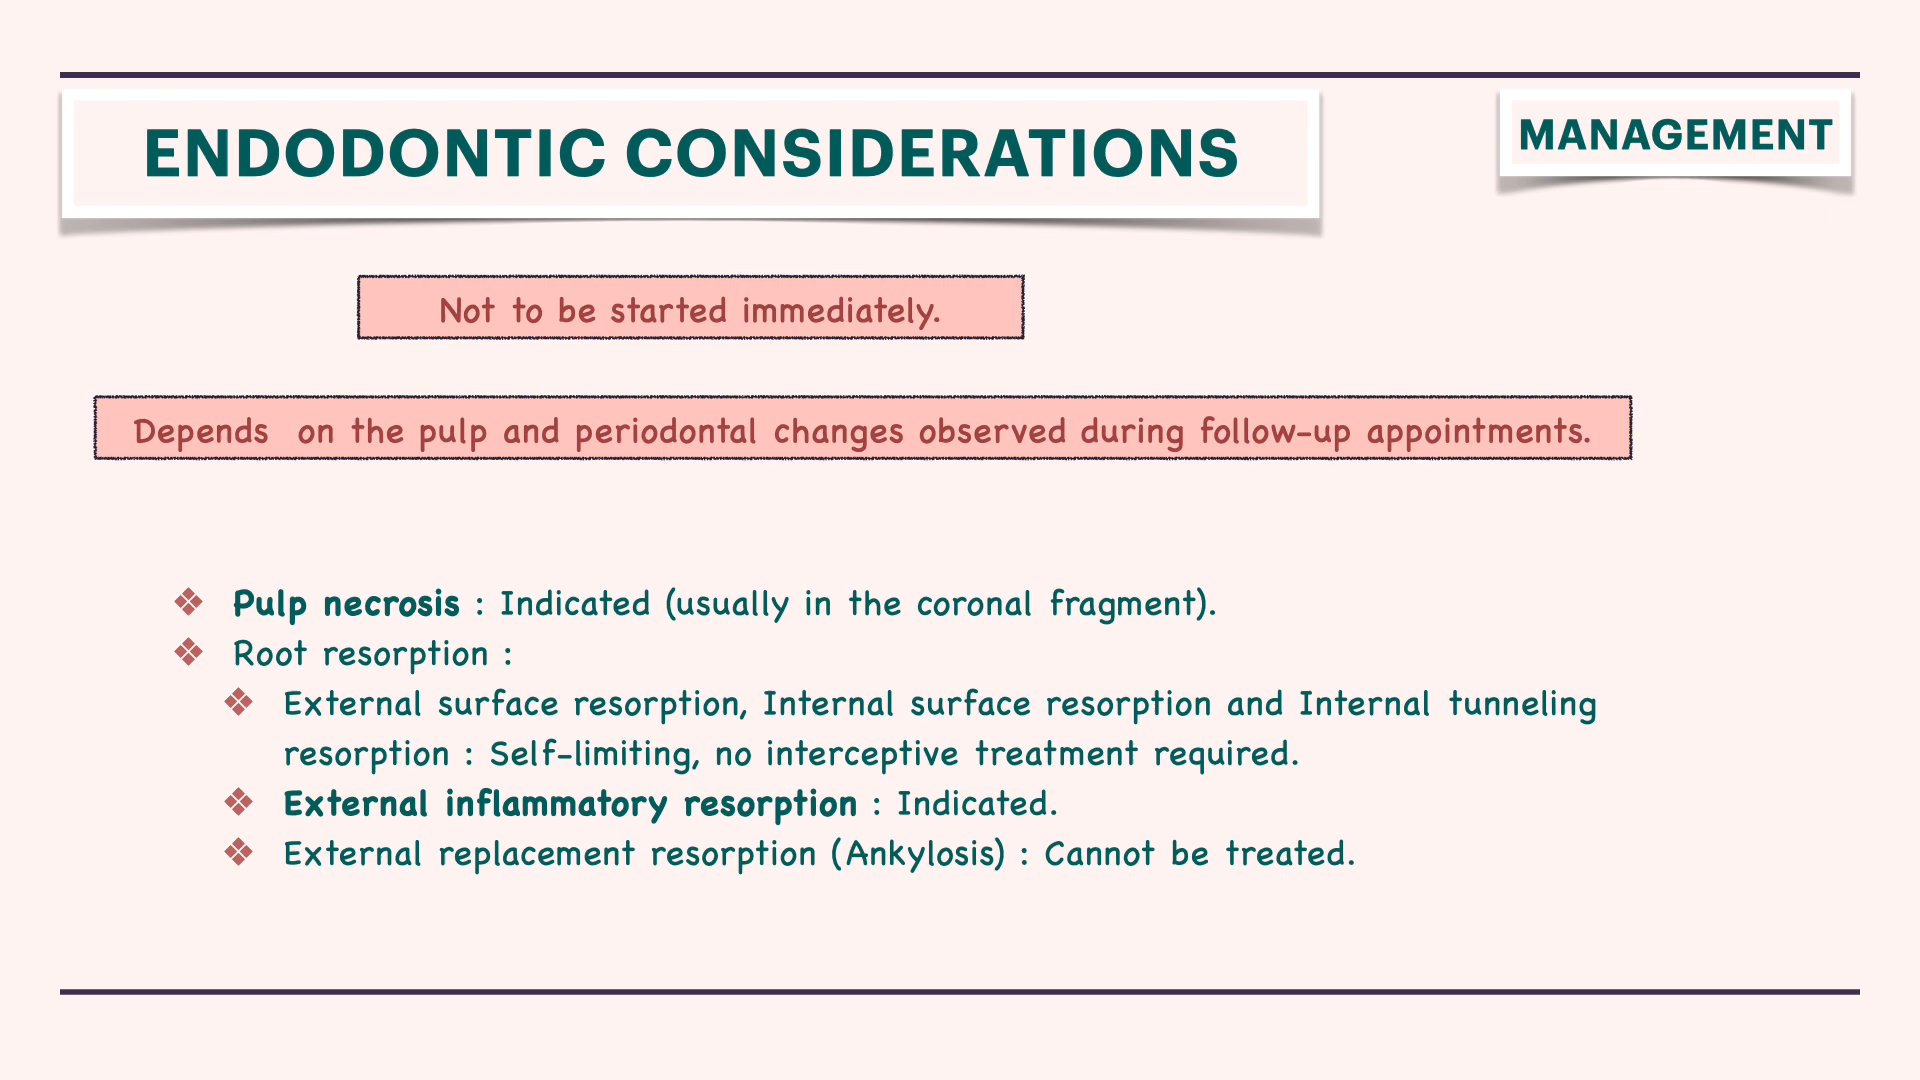 ENDODONTIC CONSIDERATIONS
MANAGEMENT
Not to be started immediately.
Depends on the pulp and periodontal changes observed during follow-up appointments.
❖ Pulp necrosis : Indicated (usually in the coronal fragment).
❖ Root resorption :
❖ External surface resorption, Internal surface resorption and Internal tunneling
resorption : Self-limiting, no interceptive treatment required.
❖ External inflammatory resorption : Indicated.
❖ External replacement resorption (Ankylosis) : Cannot be treated.